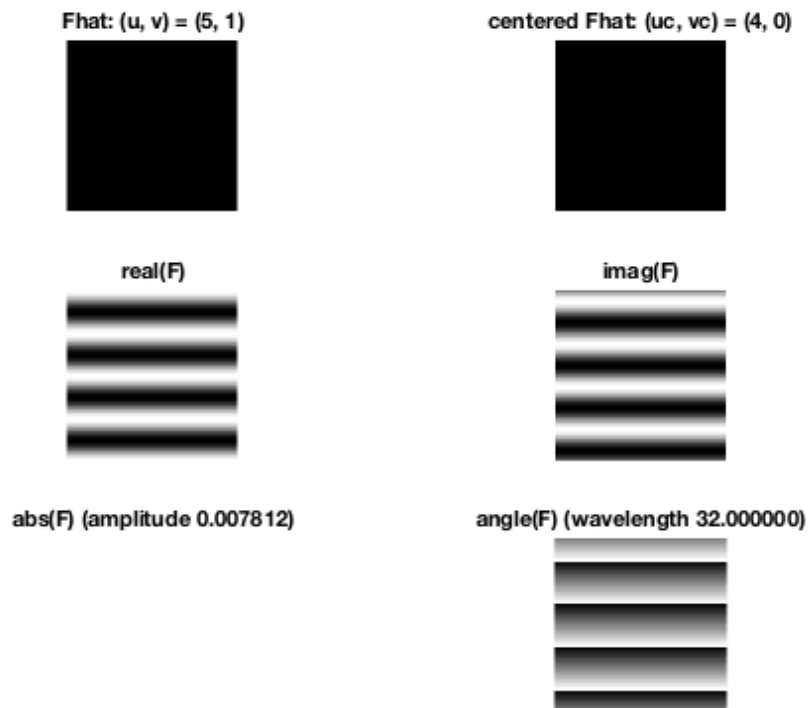 Fhat: (u, v) = (5, 1)
centered Fhat: (uc, vc) = (4, 0)
real(F)
imag(F)
abs(F) (amplitude 0.007812)
angle(F) (wavelength 32.000000)